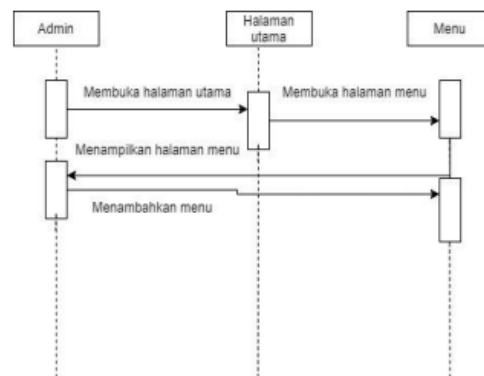 Admin
Halaman
utama
Menu
Membuka halaman utama
Membuka halaman menu
Menampilkan halaman menu
Menambahkan menu